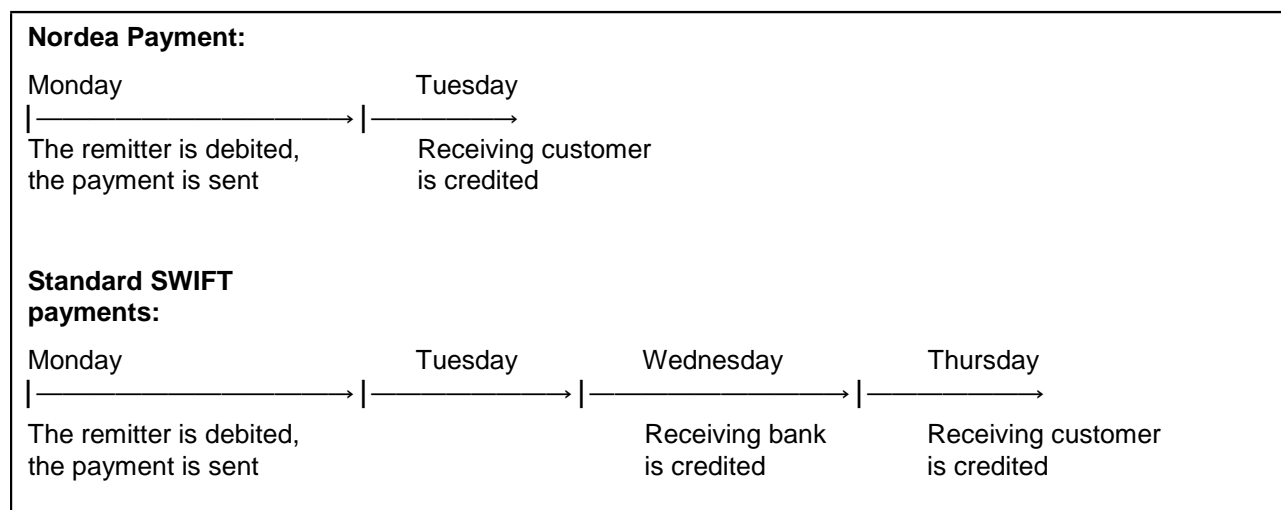 Nordea Payment:
Monday Tuesday
The remitter is debited, Receiving customer
the payment is sent is credited
Standard SWIFT
payments:
Monday Tuesday Wednesday Thursday
The remitter is debited, Receiving bank Receiving customer
the payment is sent is credited is credited